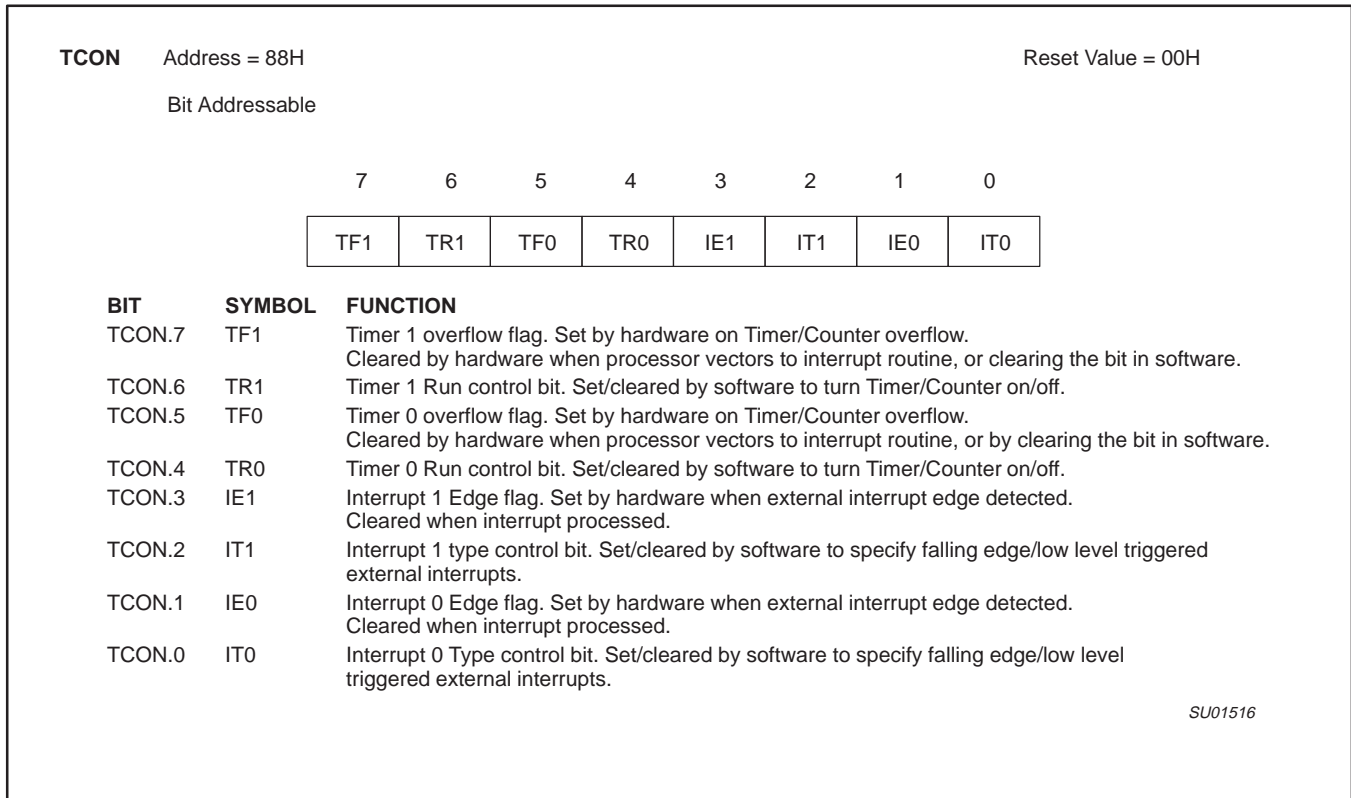 TCON Address = 88H Reset Value = 00H
Bit Addressable
7 6 5 4 3 2 1 0
TF1 TR1 TF0 TR0 IE1 IT1 IE0 IT0
BIT SYMBOL FUNCTION
TCON.7 TF1 Timer 1 overflow flag. Set by hardware on Timer/Counter overflow.
Cleared by hardware when processor vectors to interrupt routine, or clearing the bit in software.
TCON.6 TR1 Timer 1 Run control bit. Set/cleared by software to turn Timer/Counter on/off.
TCON.5 TF0 Timer 0 overflow flag. Set by hardware on Timer/Counter overflow.
Cleared by hardware when processor vectors to interrupt routine, or by clearing the bit in software.
TCON.4 TR0 Timer 0 Run control bit. Set/cleared by software to turn Timer/Counter on/off.
TCON.3 IE1 Interrupt 1 Edge flag. Set by hardware when external interrupt edge detected.
Cleared when interrupt processed.
TCON.2 IT1 Interrupt 1 type control bit. Set/cleared by software to specify falling edge/low level triggered
external interrupts.
TCON.1 IE0 Interrupt 0 Edge flag. Set by hardware when external interrupt edge detected.
Cleared when interrupt processed.
TCON.0 IT0 Interrupt 0 Type control bit. Set/cleared by software to specify falling edge/low level
triggered external interrupts.
SU01516